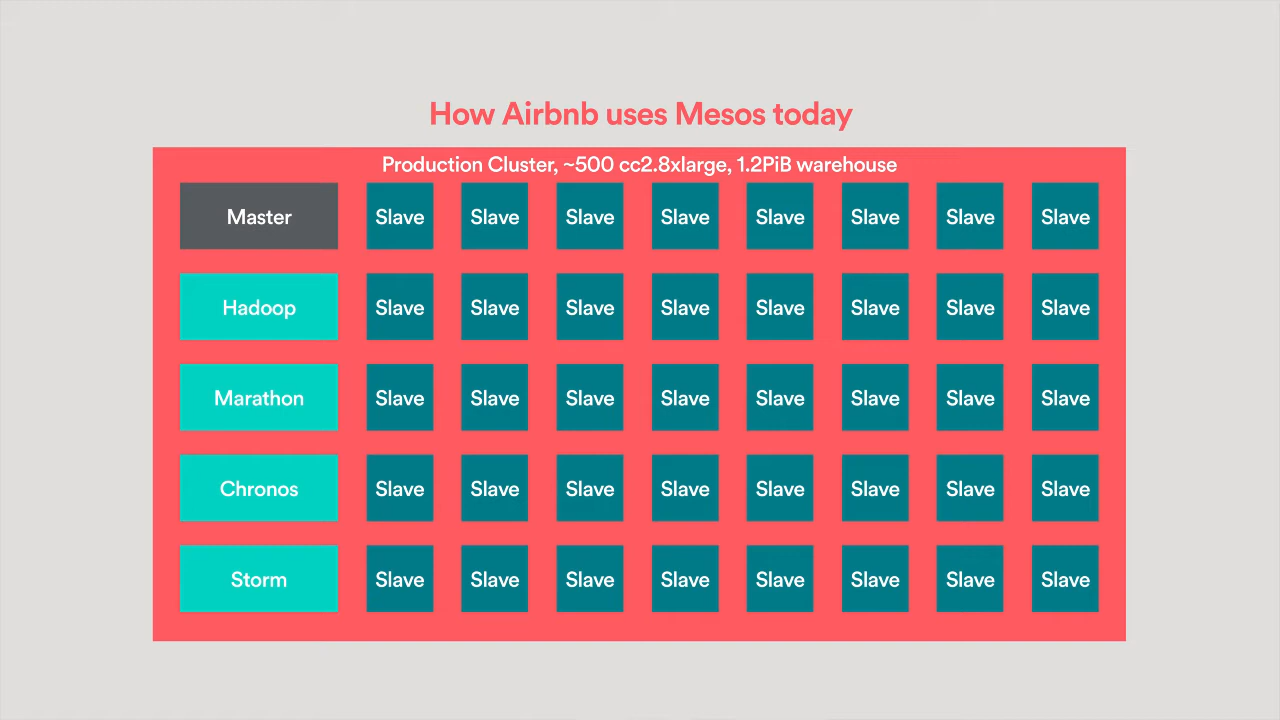 How Airbnb uses Mesos today
Production Cluster, ~500 cc2.8xlarge, 1.2PiB warehouse
Master Slave Slave Slave Slave Slave Slave Slave Slave
Hadoop Slave Slave Slave Slave Slave Slave Slave Slave
Marathon Slave Slave Slave Slave Slave Slave Slave Slave
Chronos Slave Slave Slave Slave Slave Slave Slave Slave
Storm Slave Slave Slave Slave Slave Slave Slave Slave